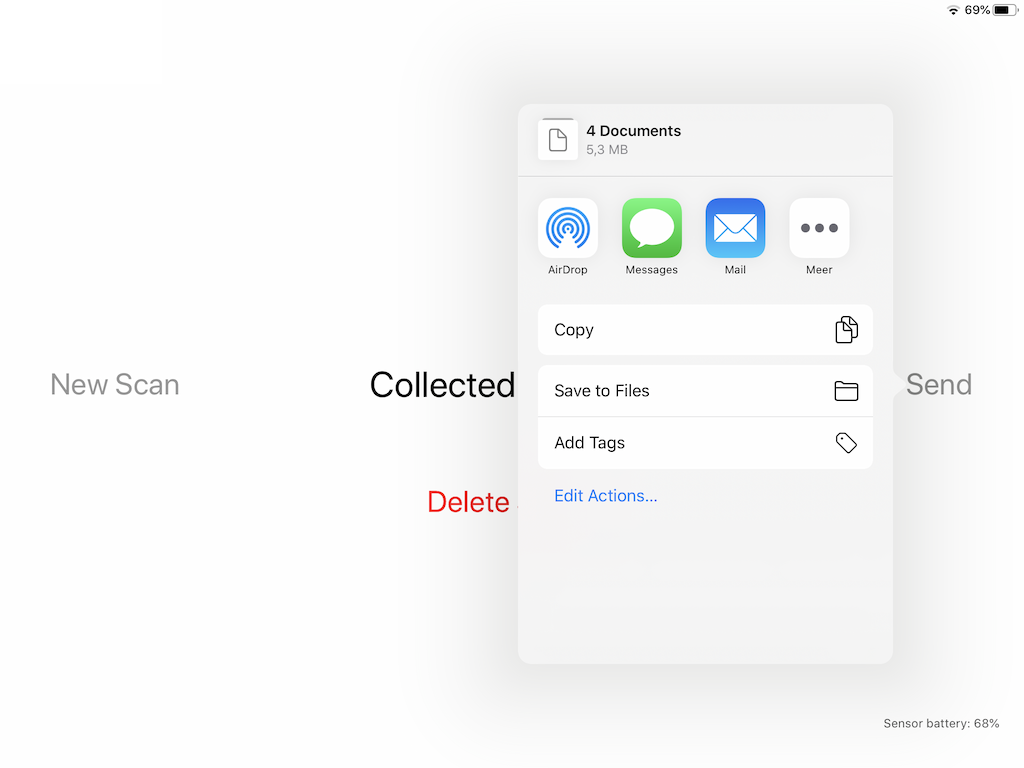 69%
4 Documents
5,3 MB
AirDrop Messages Mail Meer
Copy
New Scan Collected Save to Files Send
Add Tags
Delete Edit Actions...
Sensor battery: 68%